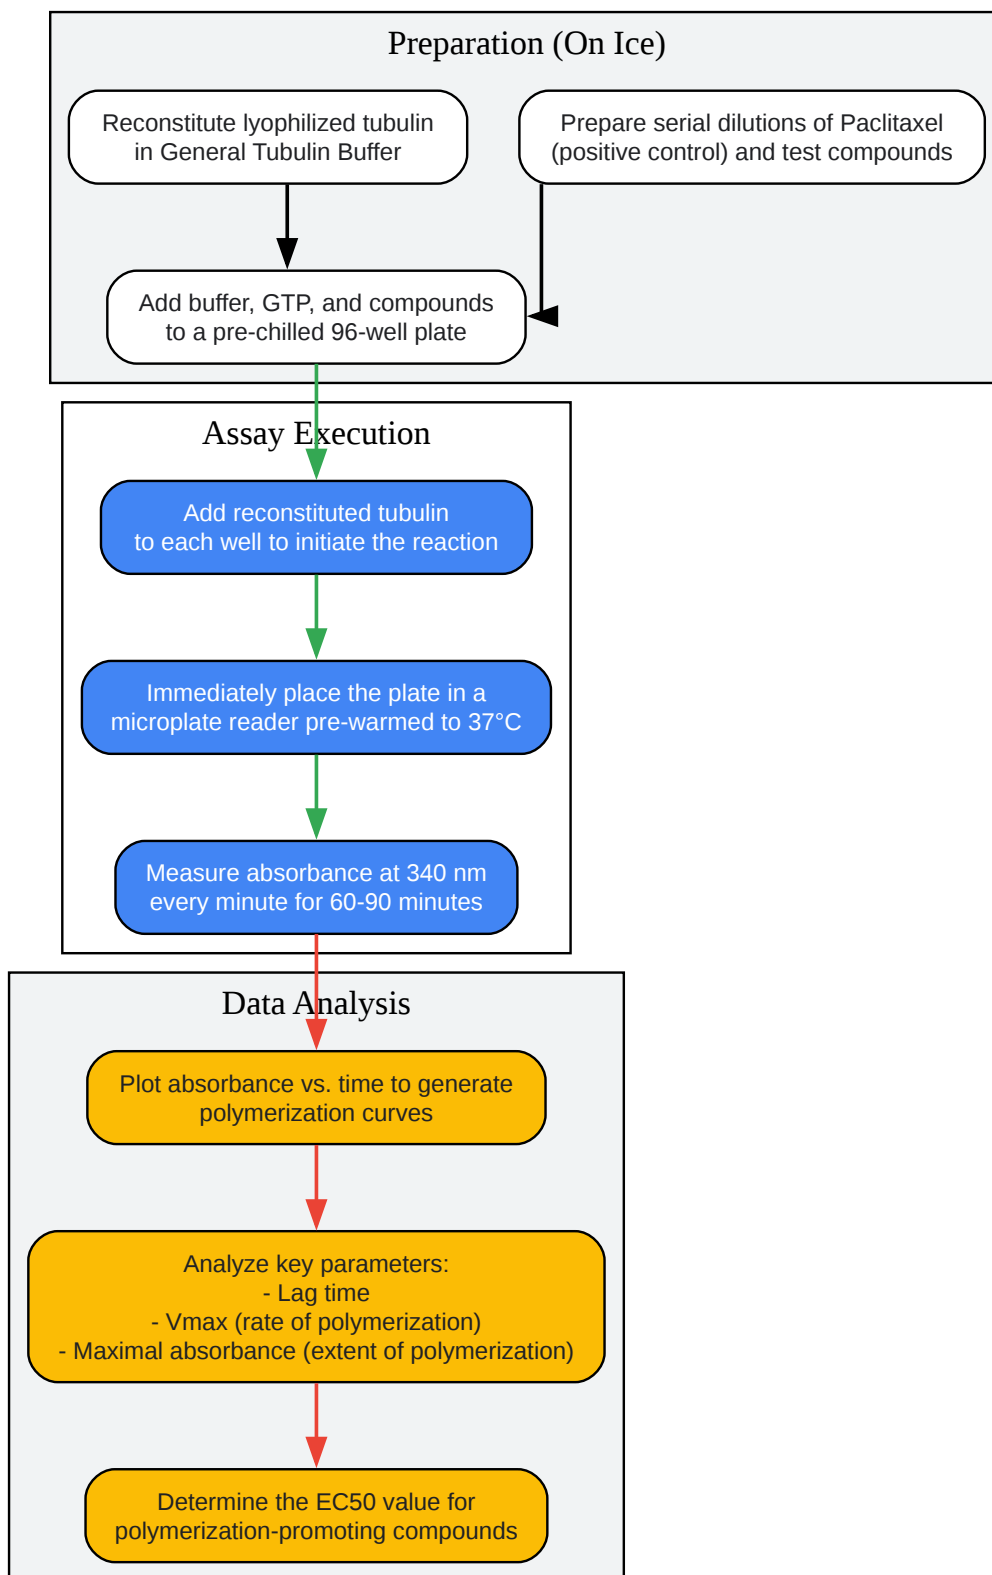 Preparation (On Ice)
Reconstitute lyophilized tubulin
in General Tubulin Buffer
Prepare serial dilutions of Paclitaxel
(positive control) and test compounds
Add buffer, GTP, and compounds
to a pre-chilled 96-well plate
Assay Execution
Add reconstituted tubulin
to each well to initiate the reaction
Immediately place the plate in a
microplate reader pre-warmed to 37°C
Measure absorbance at 340 nm
every minute for 60-90 minutes
Data Analysis
Plot absorbance vs. time to generate
polymerization curves
Analyze key parameters:
- Lag time
- Vmax (rate of polymerization)
- Maximal absorbance (extent of polymerization)
Determine the EC50 value for
polymerization-promoting compounds